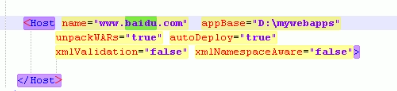 <Host name="www.baidu.com" appBase="D:\mywebapps"
unpackWARs="true" autoDeploy="true"
xmlValidation="false" xmlNamespaceAware="false">
</Host>